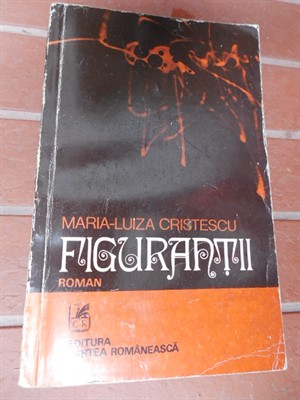 MARIA-LUIZA CRISTESCU
FIGURANȚII
ROMAN
C R
EDITURA
CARTEA ROMÂNEASCĂ